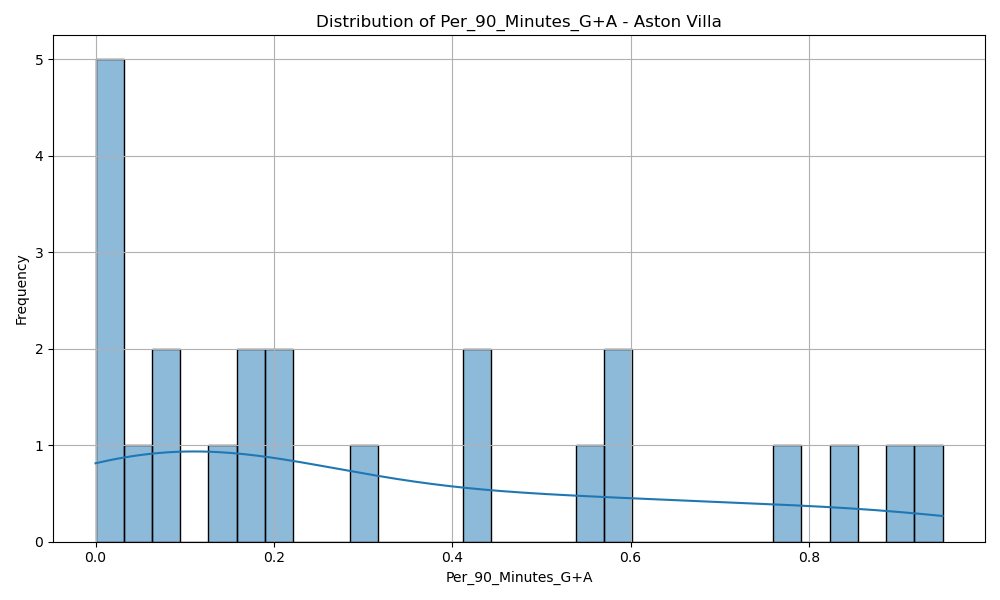 Distribution of Per_90_Minutes_G+A - Aston Villa
5
4
3
2
1
0
Frequency
0.0 0.2 0.4 0.6 0.8
Per_90_Minutes_G+A